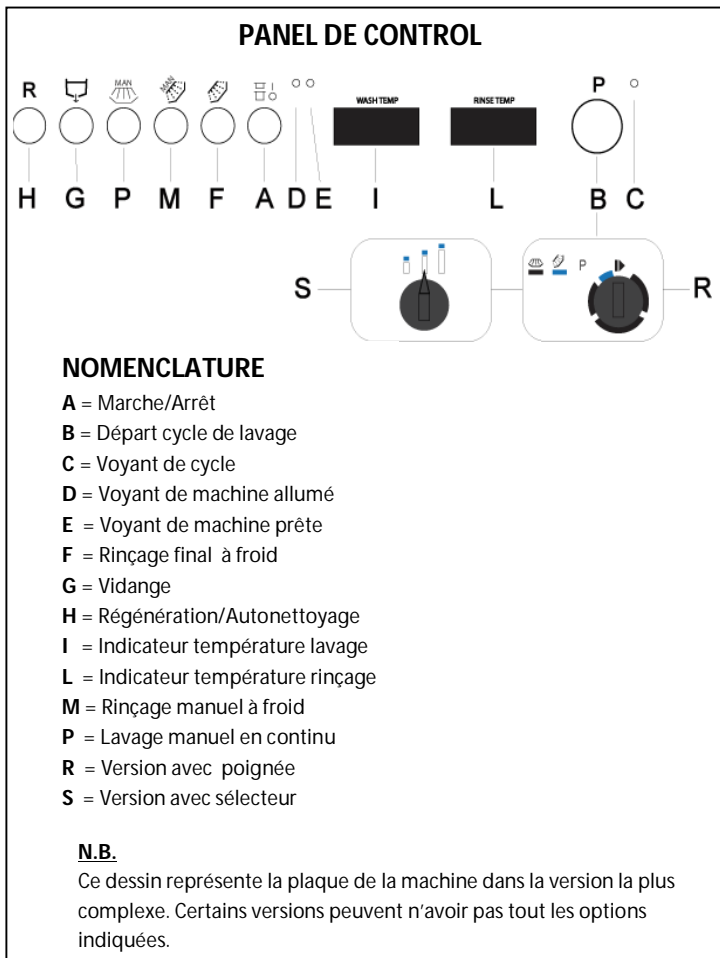 PANEL DE CONTROL
R MAN MAN P
WASH TEMP RINSE TEMP
H G P M F A D E I L B C
S P R
NOMENCLATURE
A = Marche/Arrêt
B = Départ cycle de lavage
C = Voyant de cycle
D = Voyant de machine allumé
E = Voyant de machine prête
F = Rinçage final à froid
G = Vidange
H = Régénération/Autonettoyage
I = Indicateur température lavage
L = Indicateur température rinçage
M = Rinçage manuel à froid
P = Lavage manuel en continu
R = Version avec poignée
S = Version avec sélecteur
N.B.
Ce dessin représente la plaque de la machine dans la version la plus
complexe. Certains versions peuvent n'avoir pas tout les options
indiquées.